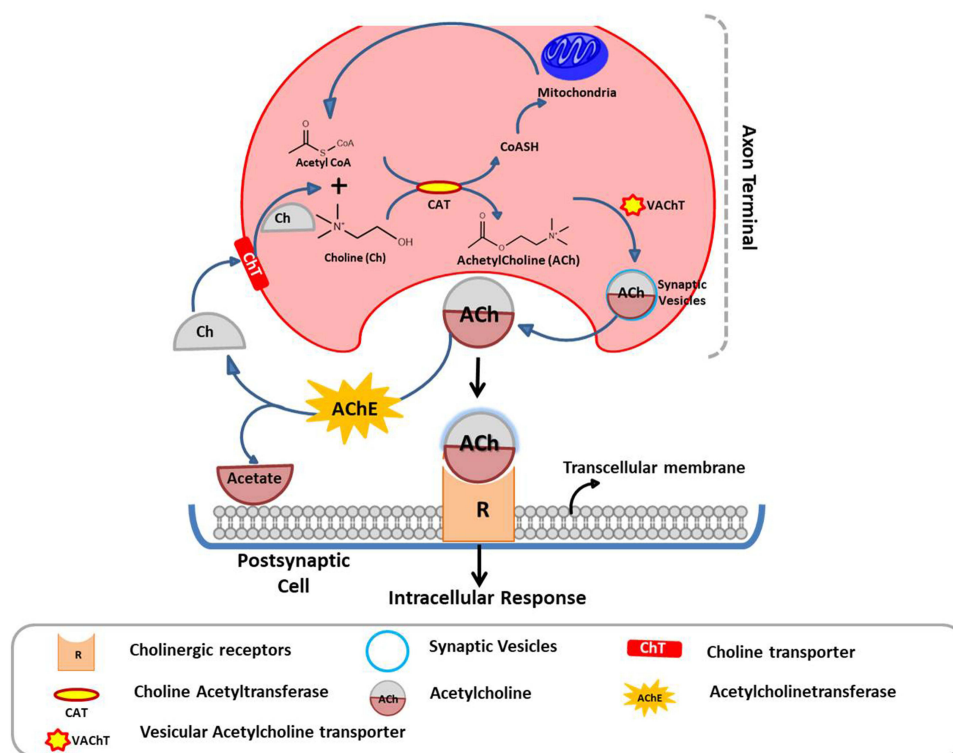 Mitochondria
O
S
CoA
Acetyl CoA
+
CoASH
Ch
N⁺
OH
Choline (Ch)
CAT
O
O
N⁺
AchetylCholine (ACh)
VAChT
ChT
ACh
Synaptic
Vesicles
Axon Terminal
Ch
ACh
AChE
ACh
Acetate
R
Transcellular membrane
Postsynaptic
Cell
Intracellular Response
R
Cholinergic receptors
Synaptic Vesicles
ChT
Choline transporter
CAT
Choline Acetyltransferase
ACh
Acetylcholine
AChE
Acetylcholinetransferase
VAChT
Vesicular Acetylcholine transporter